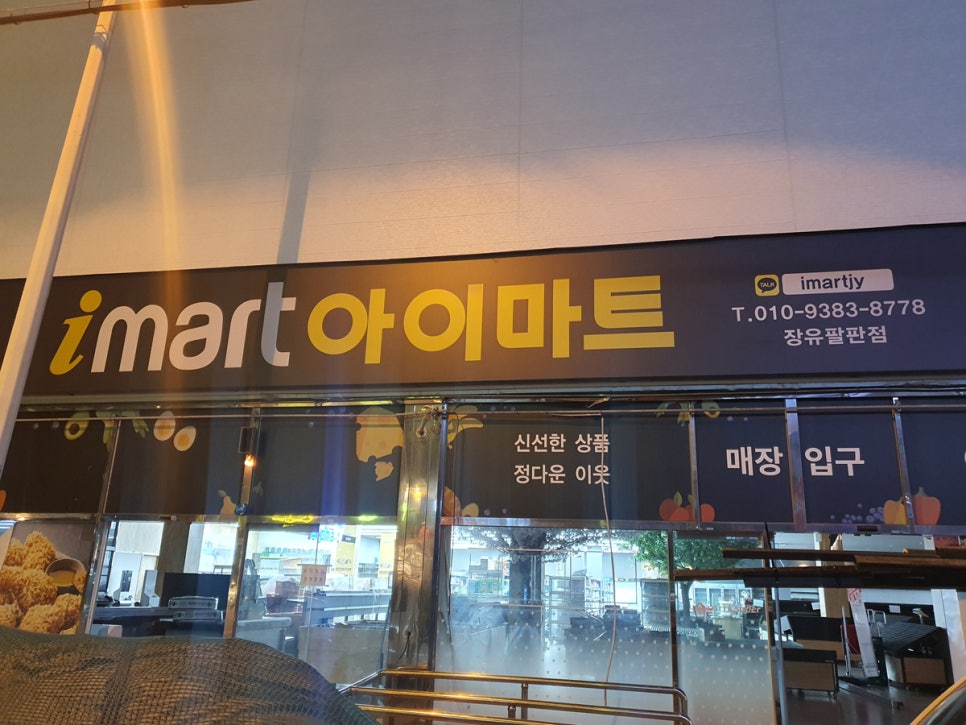 imart 아이마트
TALK imartjy
T.010-9383-8778
장유팔판점
신선한 상품
정다운 이웃
매장 입구